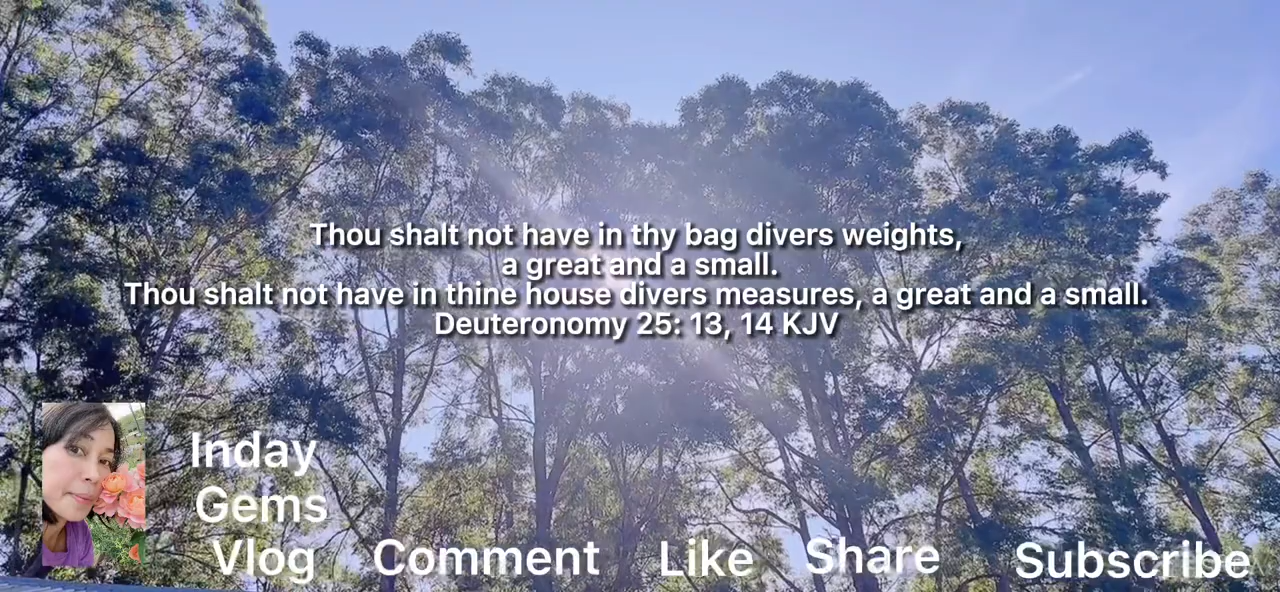 Thou shalt not have in thy bag divers weights,
a great and a small.
Thou shalt not have in thine house divers measures, a great and a small.
Deuteronomy 25: 13, 14 KJV
Inday
Gems
Vlog
Comment
Like
Share
Subscribe